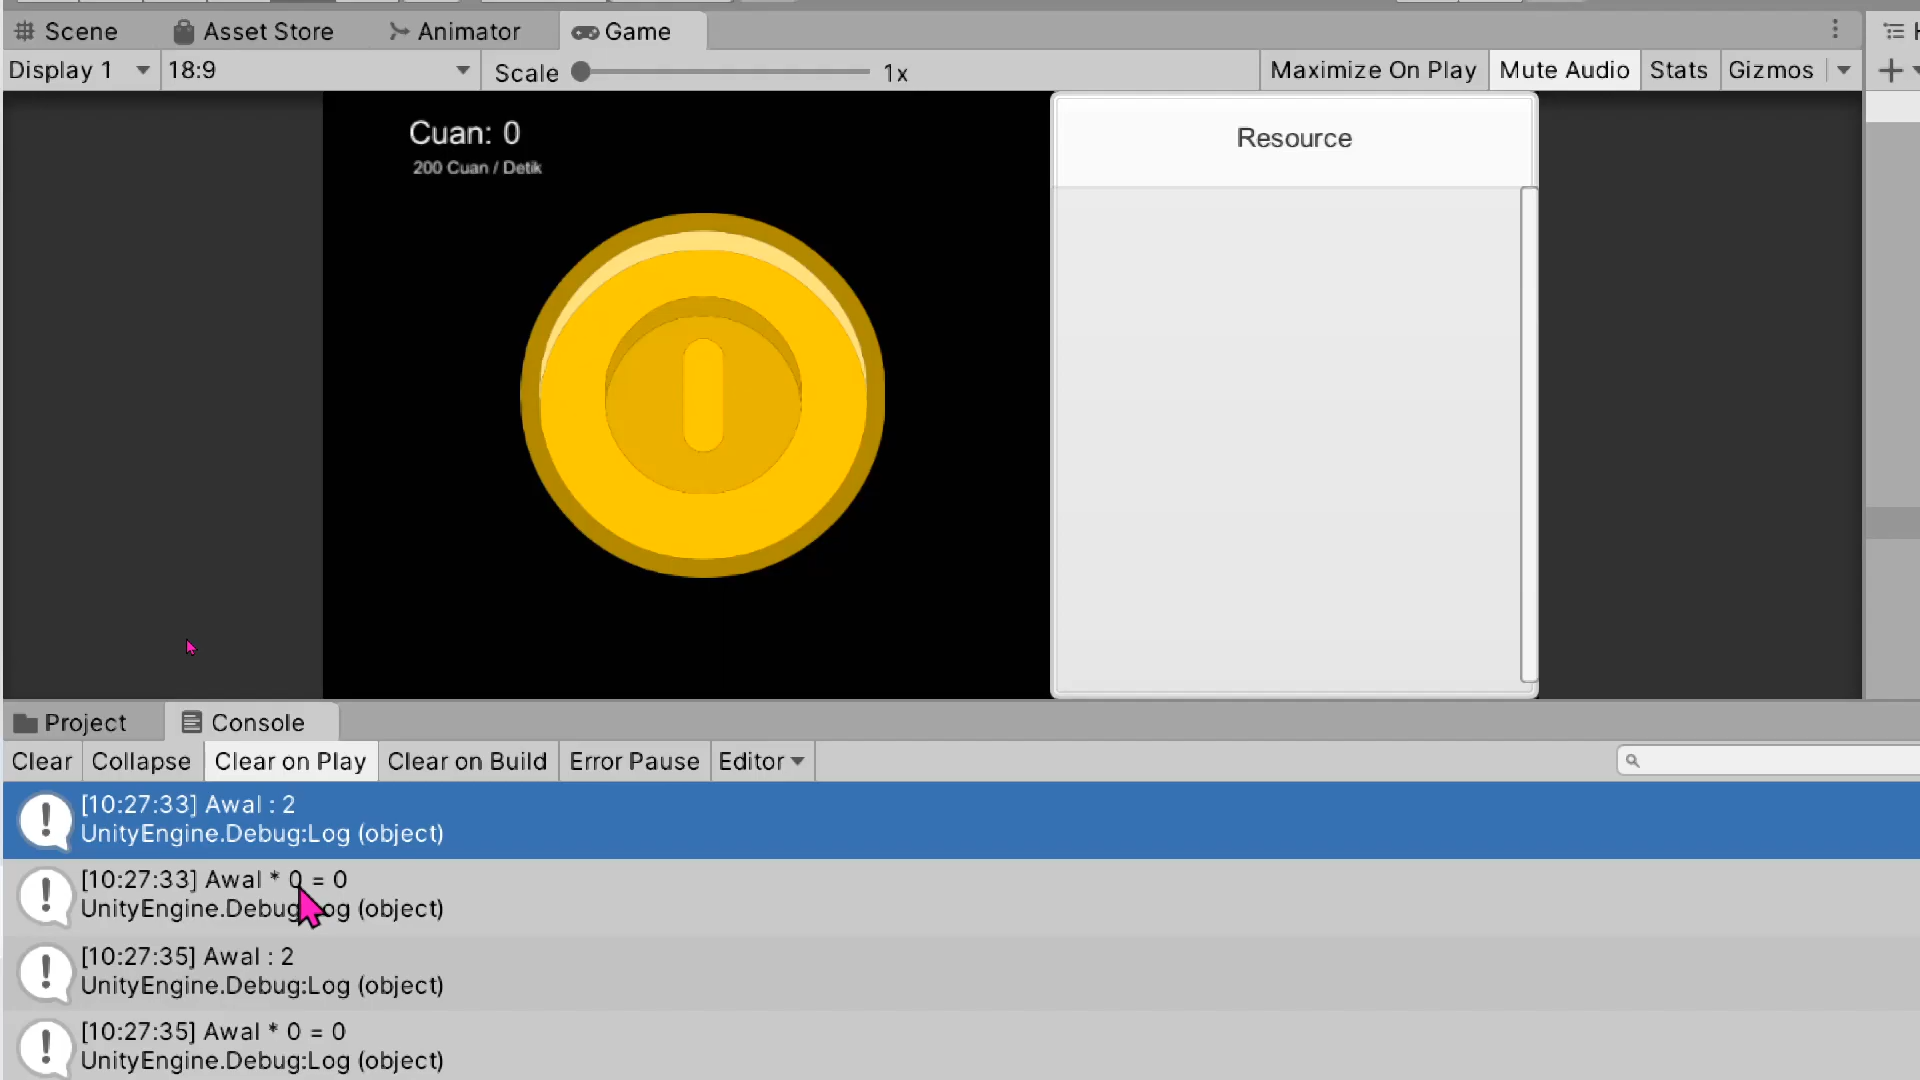 Scene
Asset Store
Animator
Game
Display 1
18:9
Scale
1x
Maximize On Play
Mute Audio
Stats
Gizmos
Cuan: 0
200 Cuan / Detik
Resource
Project
Console
Clear
Collapse
Clear on Play
Clear on Build
Error Pause
Editor
[10:27:33] Awal : 2
UnityEngine.Debug:Log (object)
[10:27:33] Awal * 0 = 0
UnityEngine.Debug:Log (object)
[10:27:35] Awal : 2
UnityEngine.Debug:Log (object)
[10:27:35] Awal * 0 = 0
UnityEngine.Debug:Log (object)